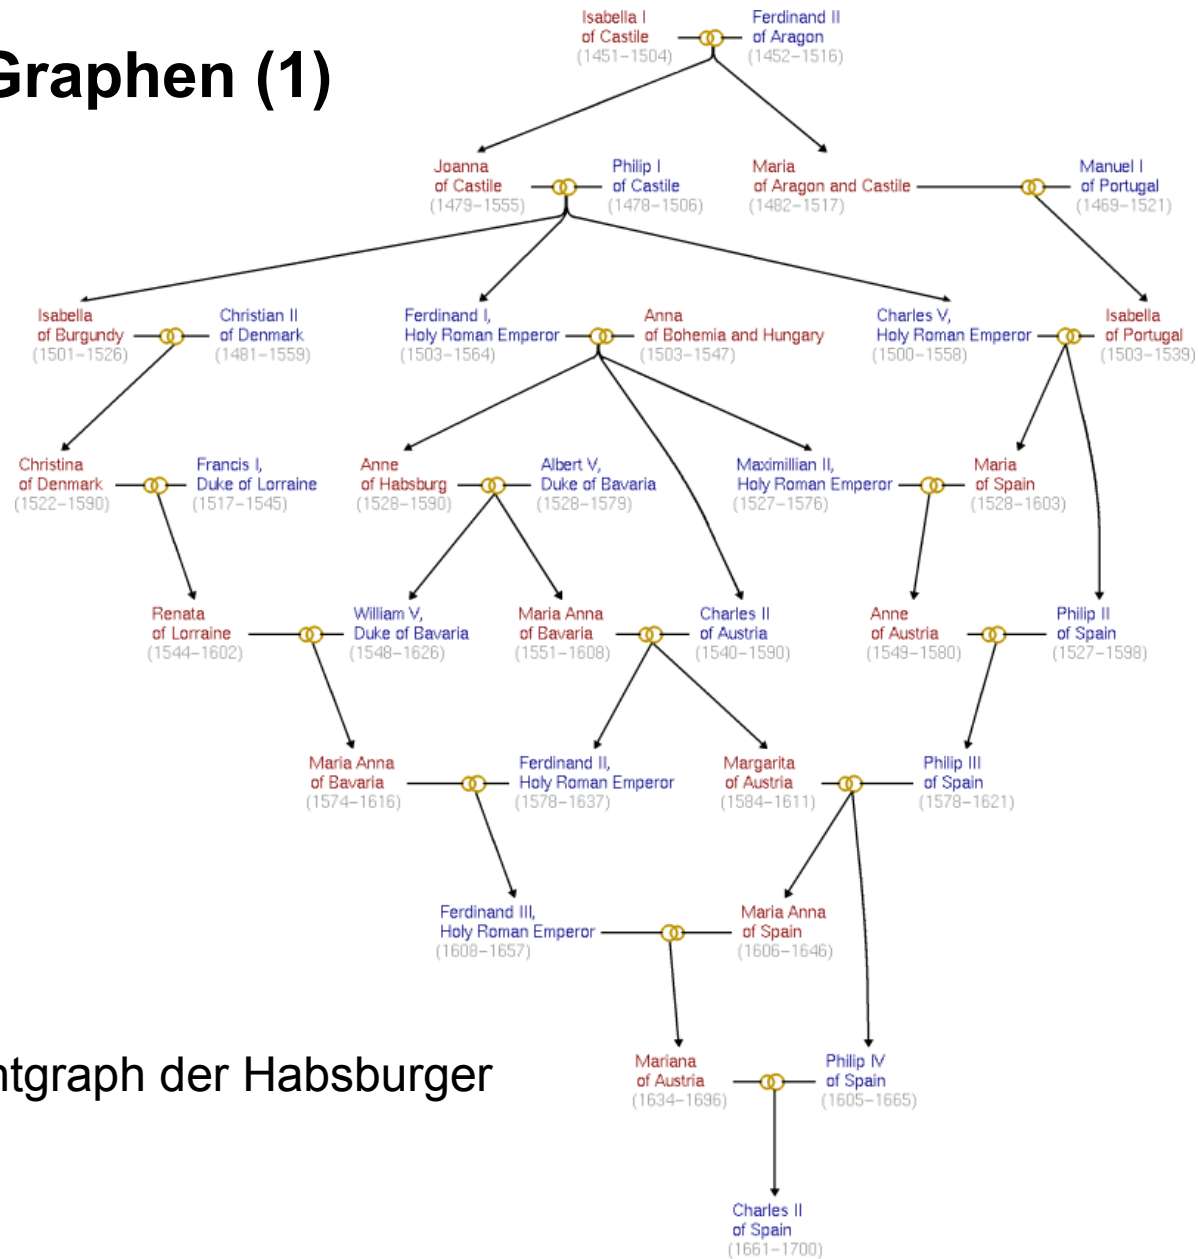 Graphen (1)
Isabella I
of Castile
(1451–1504)
Ferdinand II
of Aragon
(1452–1516)
Joanna
of Castile
(1479–1555)
Philip I
of Castile
(1478–1506)
Maria
of Aragon and Castile
(1482–1517)
Manuel I
of Portugal
(1469–1521)
Isabella
of Burgundy
(1501–1526)
Christian II
of Denmark
(1481–1559)
Ferdinand I,
Holy Roman Emperor
(1503–1564)
Anna
of Bohemia and Hungary
(1503–1547)
Charles V,
Holy Roman Emperor
(1500–1558)
Isabella
of Portugal
(1503–1539)
Christina
of Denmark
(1522–1590)
Francis I,
Duke of Lorraine
(1517–1545)
Anne
of Habsburg
(1528–1590)
Albert V,
Duke of Bavaria
(1528–1579)
Maximillian II,
Holy Roman Emperor
(1527–1576)
Maria
of Spain
(1528–1603)
Renata
of Lorraine
(1544–1602)
William V,
Duke of Bavaria
(1548–1626)
Maria Anna
of Bavaria
(1551–1608)
Charles II
of Austria
(1540–1590)
Anne
of Austria
(1549–1580)
Philip II
of Spain
(1527–1598)
Maria Anna
of Bavaria
(1574–1616)
Ferdinand II,
Holy Roman Emperor
(1578–1637)
Margarita
of Austria
(1584–1611)
Philip III
of Spain
(1578–1621)
Ferdinand III,
Holy Roman Emperor
(1608–1657)
Maria Anna
of Spain
(1606–1646)
ntgraph der Habsburger
Mariana
of Austria
(1634–1696)
Philip IV
of Spain
(1605–1665)
Charles II
of Spain
(1661–1700)